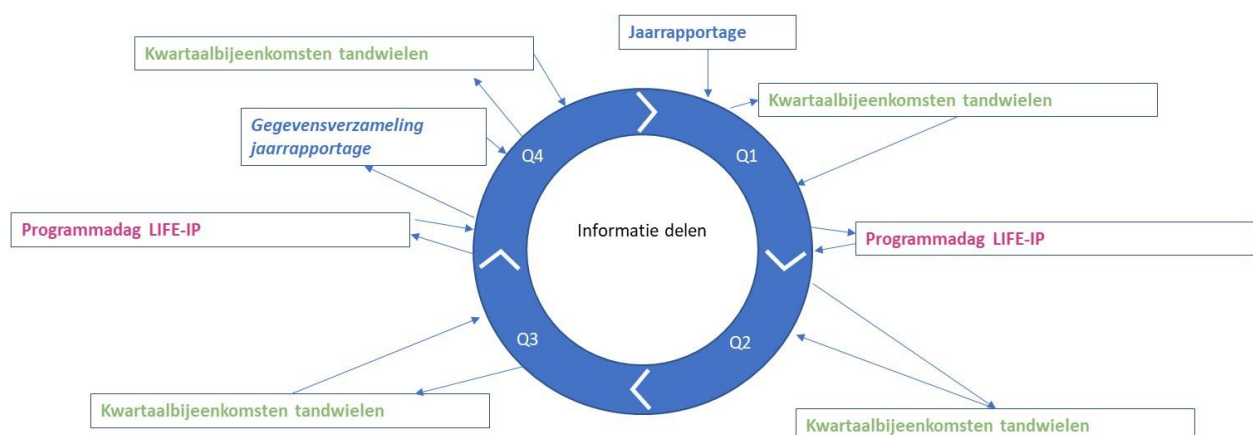 Jaarrapportage
Kwartaalbijeenkomsten tandwielen
Kwartaalbijeenkomsten tandwielen
Gegevensverzameling
jaarrapportage
Q4
Q1
Programmadag LIFE-IP
Informatie delen
Programmadag LIFE-IP
Q3
Q2
Kwartaalbijeenkomsten tandwielen
Kwartaalbijeenkomsten tandwielen